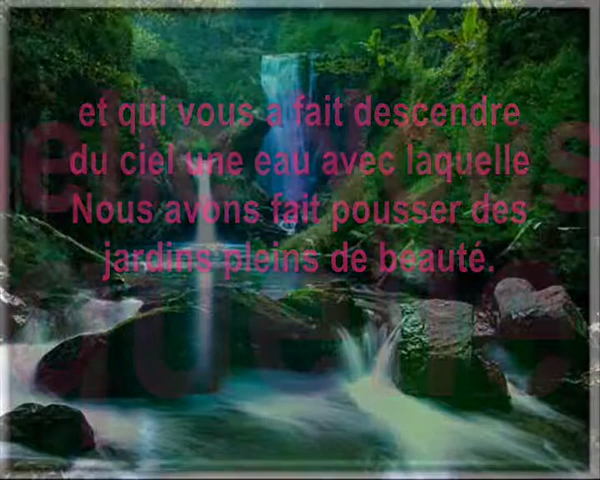 et qui vous a fait descendre
du ciel une eau avec laquelle
Nous avons fait pousser des
jardins pleins de beauté.